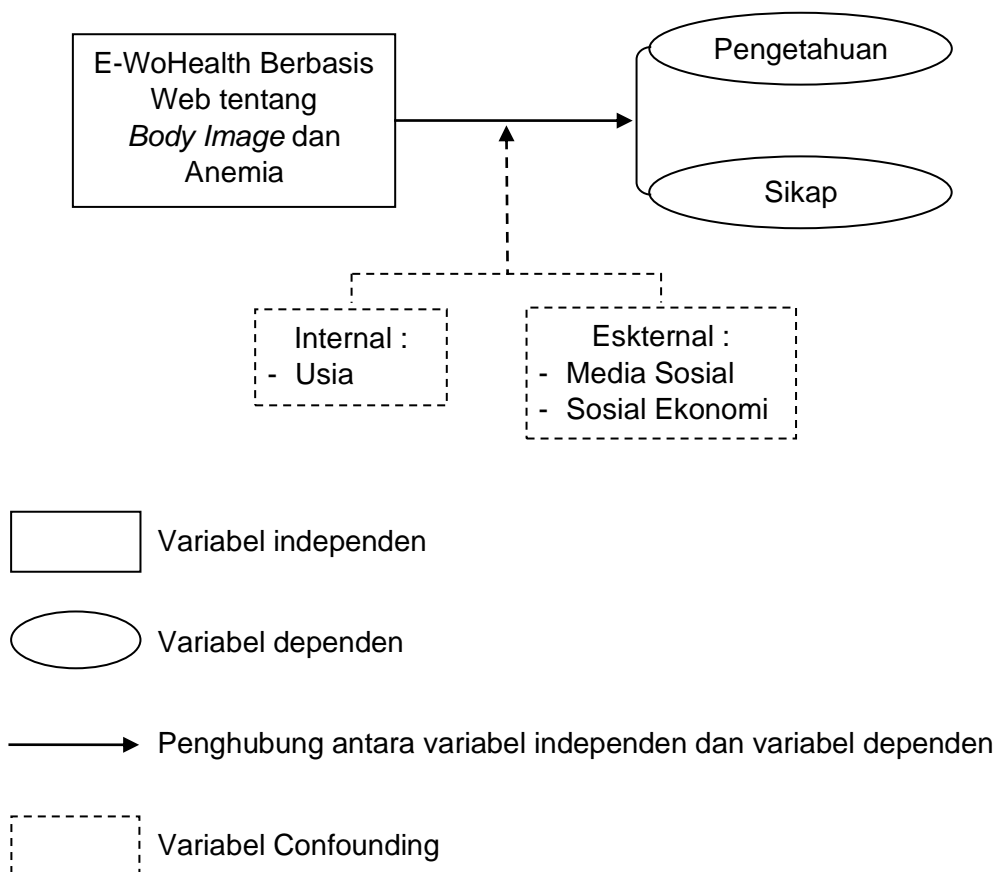 E-WoHealth Berbasis
Web tentang
Body Image dan
Anemia
Pengetahuan
Sikap
Internal :
- Usia
Eskternal :
- Media Sosial
- Sosial Ekonomi
Variabel independen
Variabel dependen
Penghubung antara variabel independen dan variabel dependen
Variabel Confounding